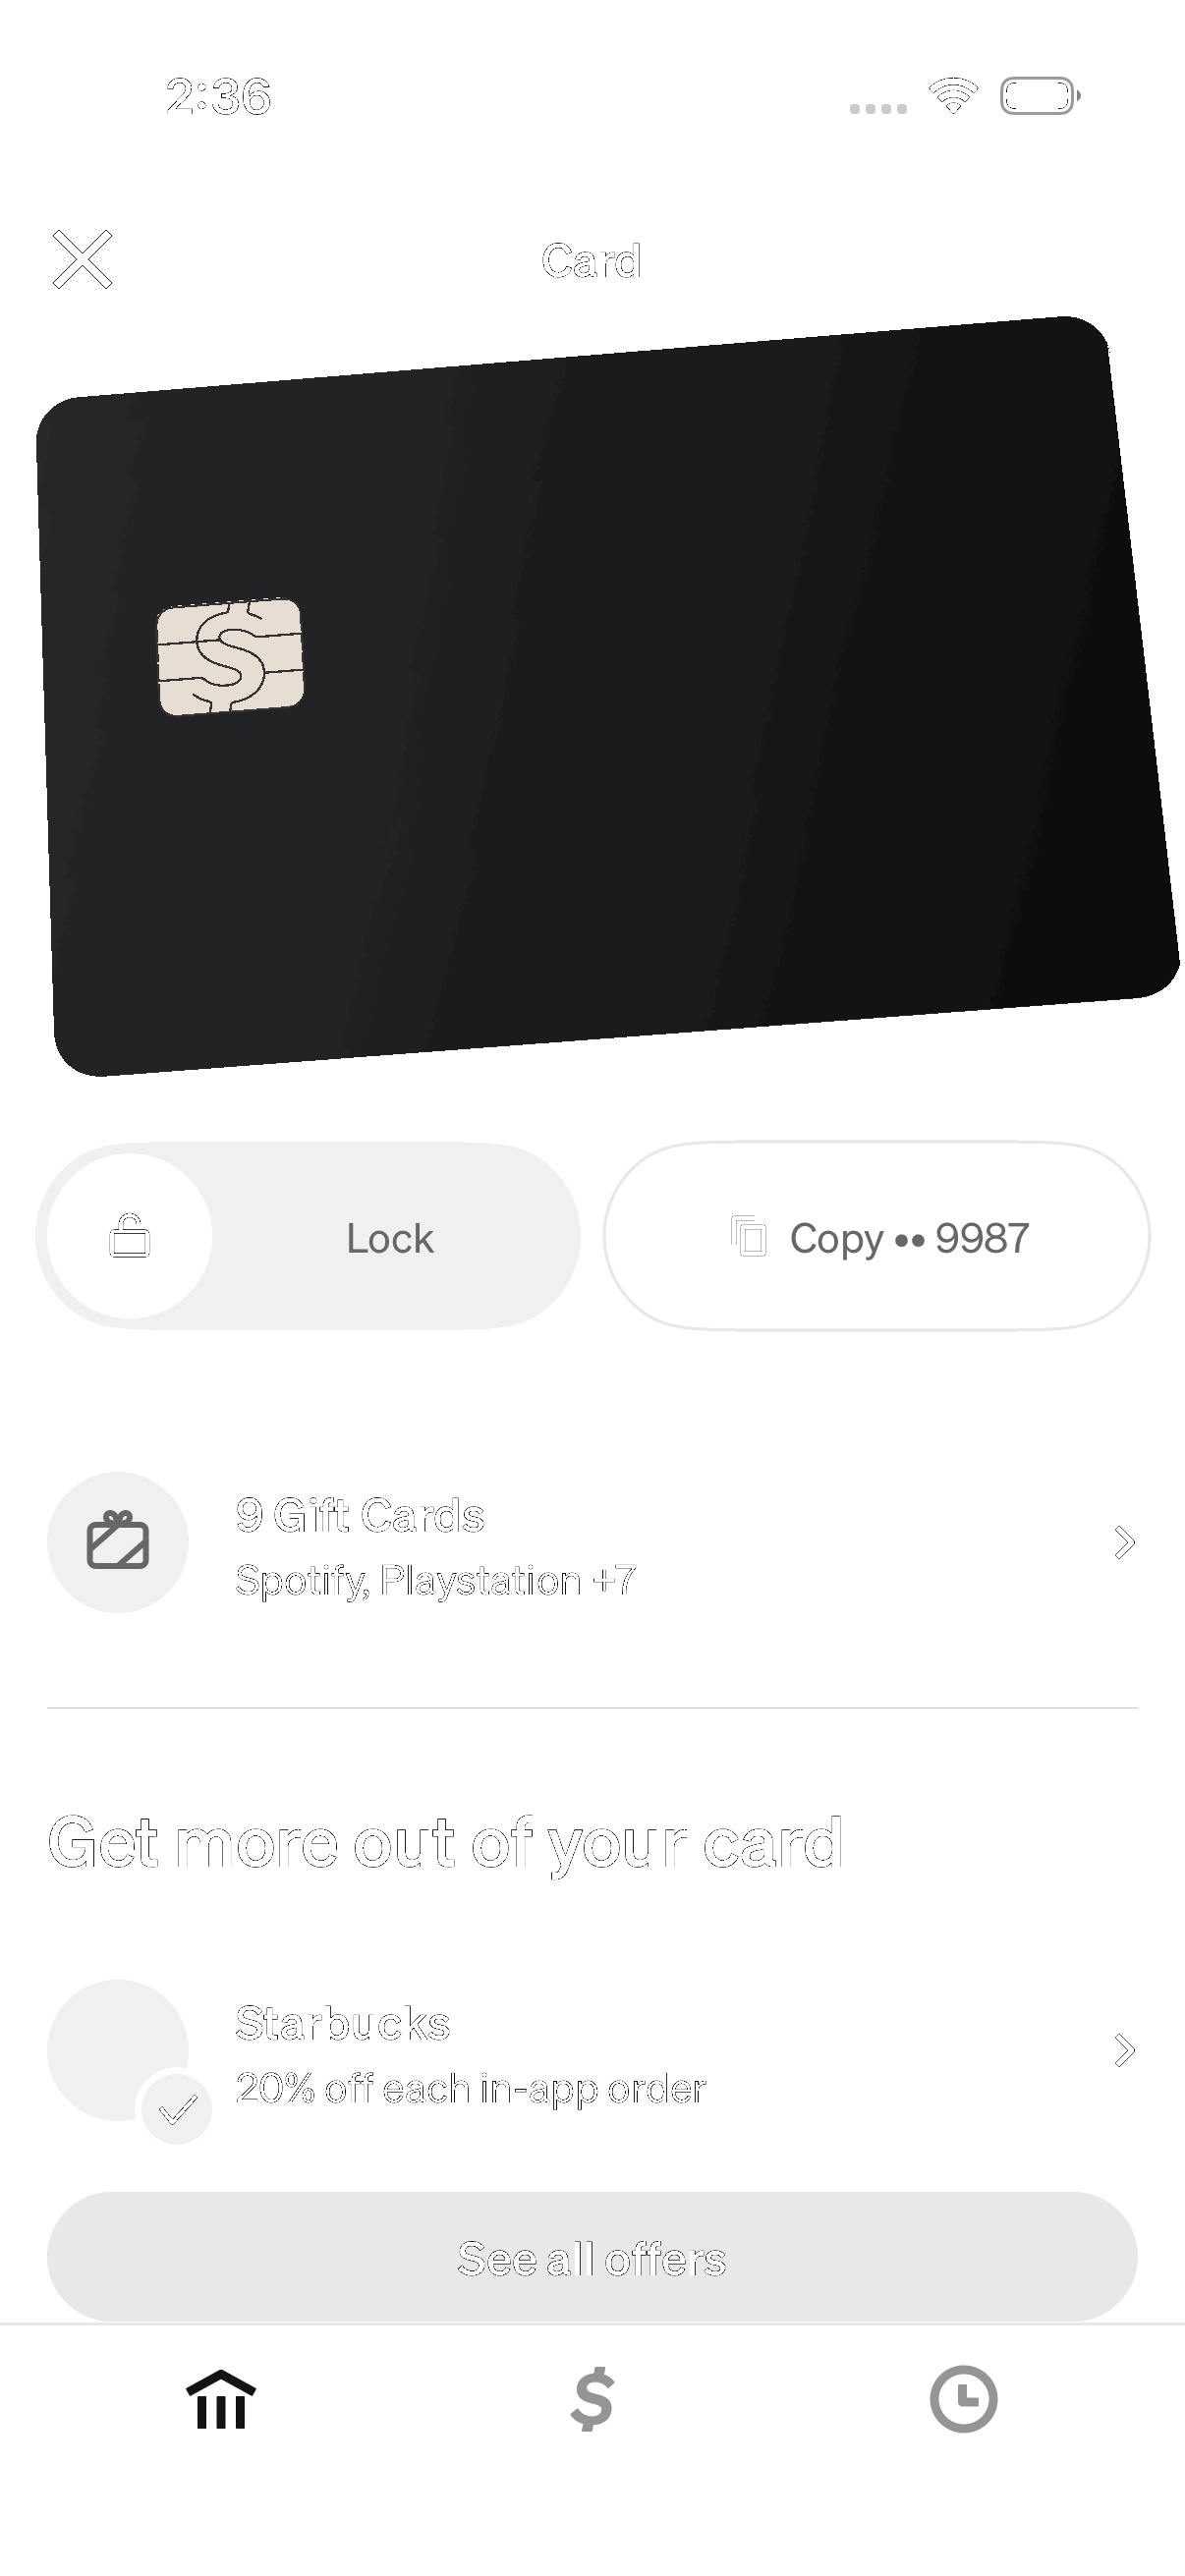 2:36
Card
Lock
Copy •• 9987
9 Gift Cards
Spotify, Playstation +7
Get more out of your card
Starbucks
20% off each in-app order
See all offers